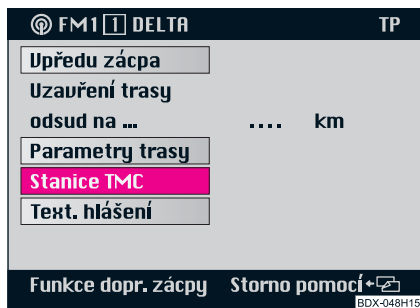 FM1 1 DELTA TP
Vpředu zácpa
Uzavření trasy
odsud na ... .... km
Parametry trasy
Stanice TMC
Text. hlášení
Funkce dopr. zácpy Storno pomocí
BDX-048H15